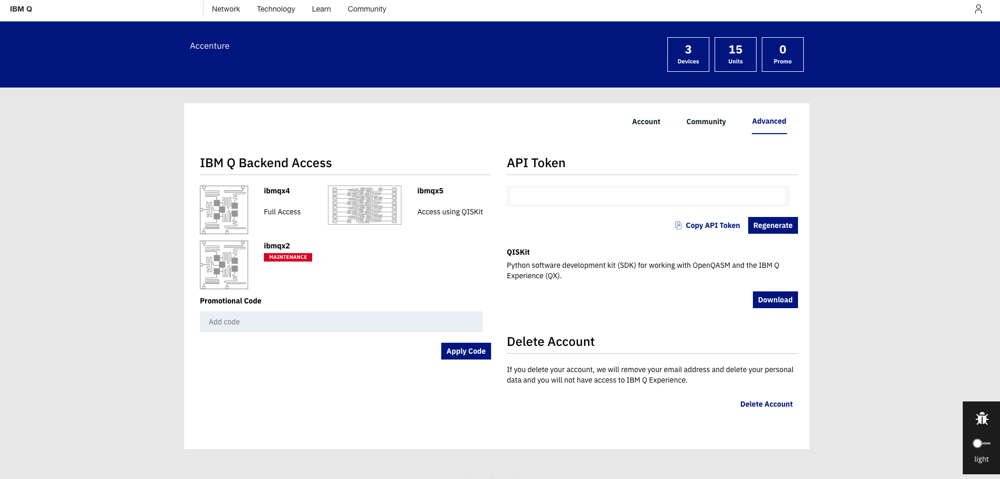 IBM Q
Network
Technology
Learn
Community
Accenture
3
Devices
15
Units
0
Promo
Account
Community
Advanced
IBM Q Backend Access
ibmqx4
Full Access
ibmqx5
Access using QISKit
ibmqx2
MAINTENANCE
Promotional Code
Add code
Apply Code
API Token
Copy API Token
Regenerate
QISKit
Python software development kit (SDK) for working with OpenQASM and the IBM Q
Experience (QX).
Download
Delete Account
If you delete your account, we will remove your email address and delete your personal
data and you will not have access to IBM Q Experience.
Delete Account
light